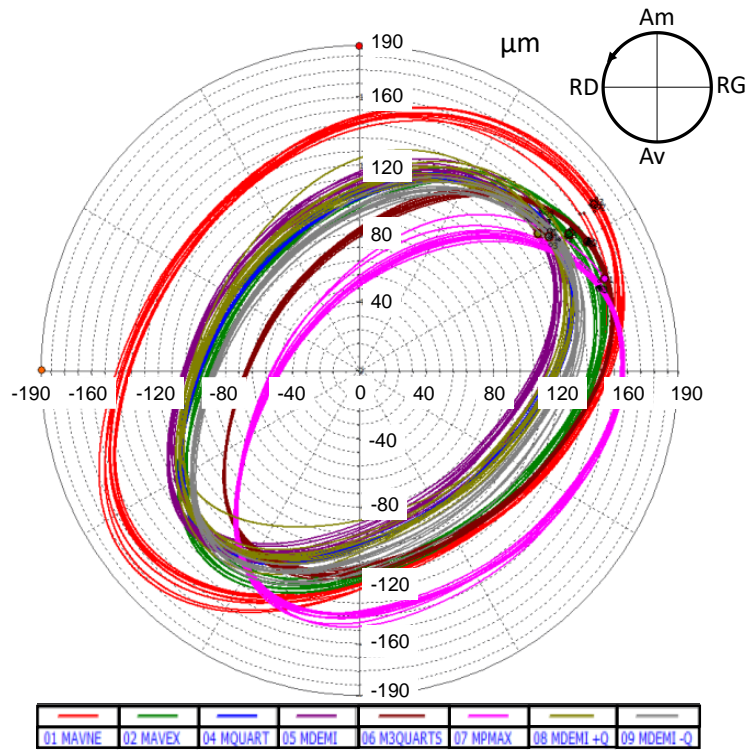 190
µm
Am
160
RD
RG
120
Av
80
40
-190 -160 -120 -80 -40 0 40 80 120 160 190
-40
-80
-120
-160
-190
01 MAVNE 02 MAVEX 04 MQUART 05 MDEMI 06 M3QUARTS 07 MPMAX 08 MDEMI +Q 09 MDEMI -Q